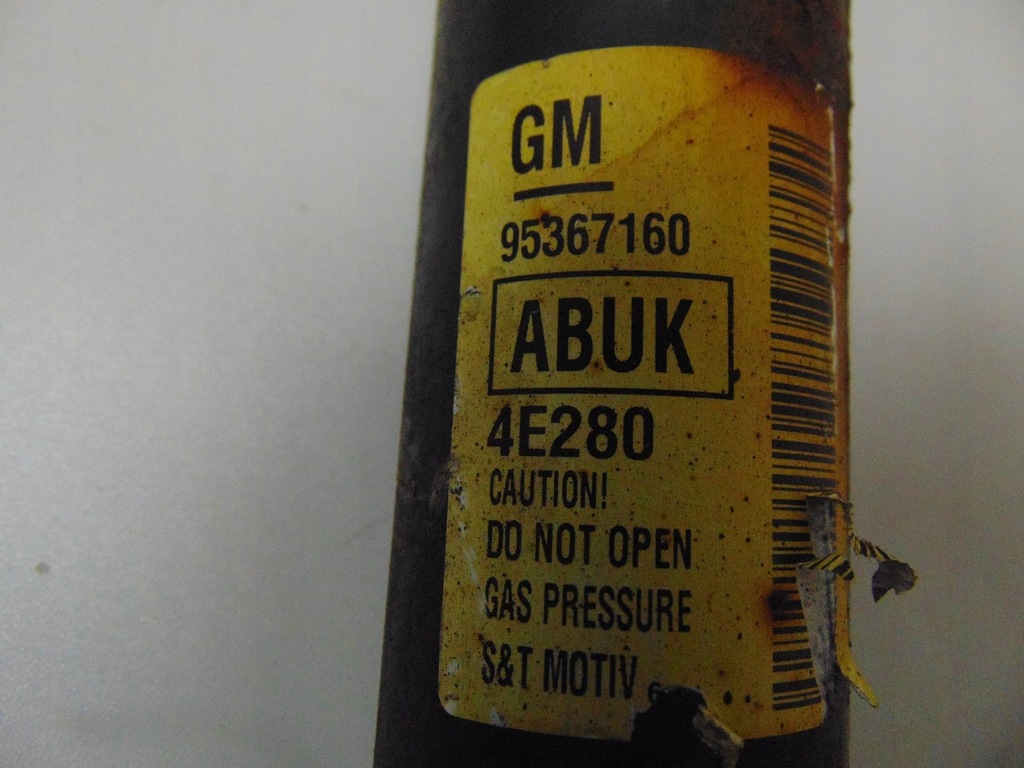 GM
95367160
ABUK
4E280
CAUTION!
DO NOT OPEN
GAS PRESSURE
S&T MOTIV